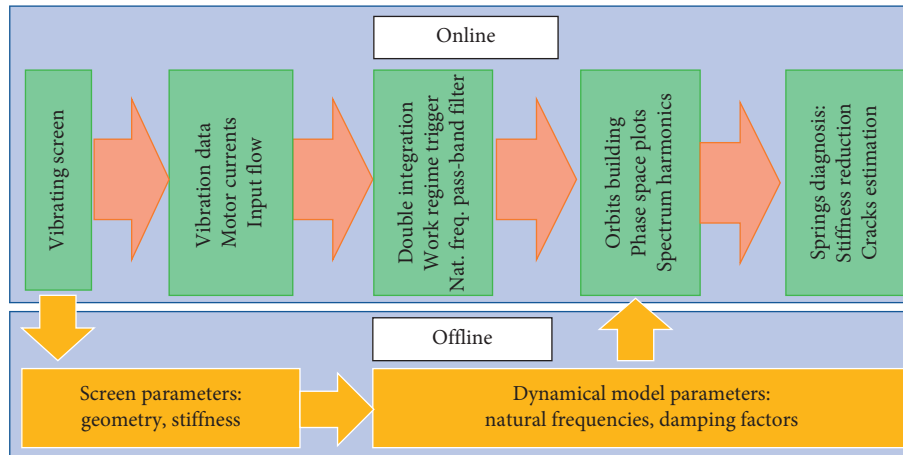 Online
Vibrating screen
Vibration data
Motor currents
Input flow
Double integration
Work regime trigger
Nat. freq. pass-band filter
Orbits building
Phase space plots
Spectrum harmonics
Springs diagnosis:
Stiffness reduction
Cracks estimation
Offline
Screen parameters:
geometry, stiffness
Dynamical model parameters:
natural frequencies, damping factors